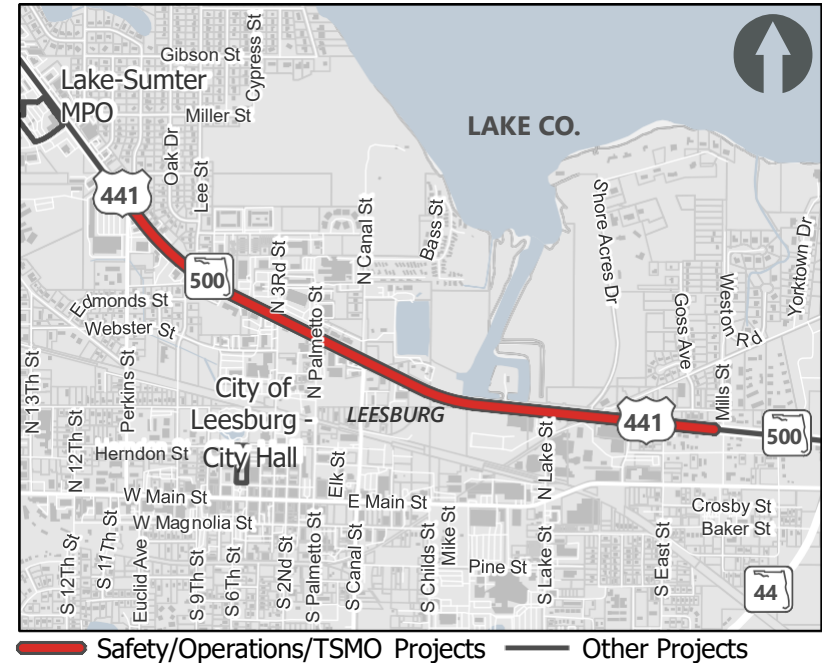 Gibson St
Cypress St
Lake-Sumter
MPO
Miller St
LAKE CO.
Oak Dr
Lee St
441
500
N 3Rd St
N Canal St
Bass St
Shore Acres Dr
Yorktown Dr
Edmonds St
Webster St
N Palmetto St
Goss Ave
Weston
Rd
N 13Th St
Perkins St
City of
Leesburg -
City Hall
LEESBURG
441
Mills St
500
N 12Th St
Herndon St
Elk St
N Lake St
W Main St
E Main St
W Magnolia St
Crosby St
Baker St
S 12Th St
S 11Th St
Euclid Ave
S 9Th St
S 6Th St
S 2Nd St
S Palmetto St
S Canal St
S Childs St
Mike St
Pine St
S Lake St
S East St
44
Safety/Operations/TSMO Projects
Other Projects